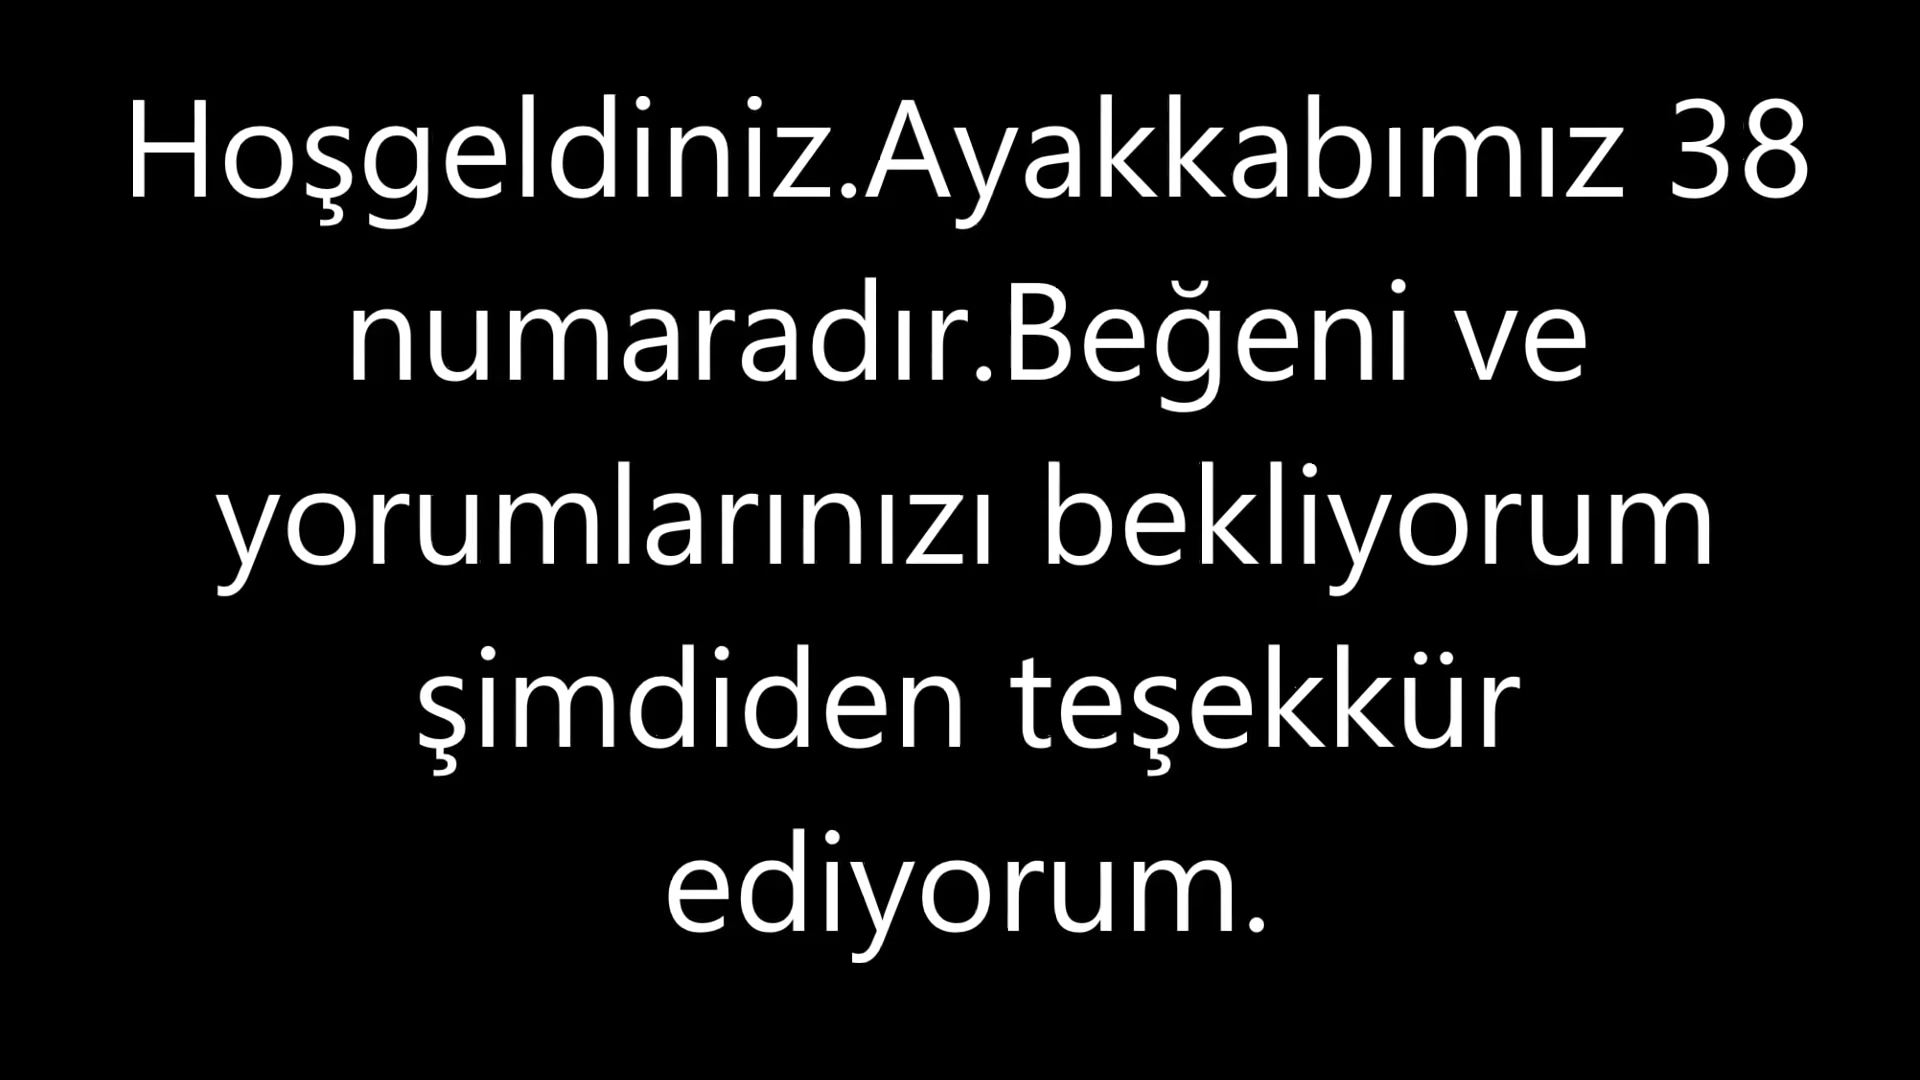 Hoşgeldiniz.Ayakkabımız 38
numaradır.Beğeni ve
yorumlarınızı bekliyorum
şimdiden teşekkür
ediyorum.